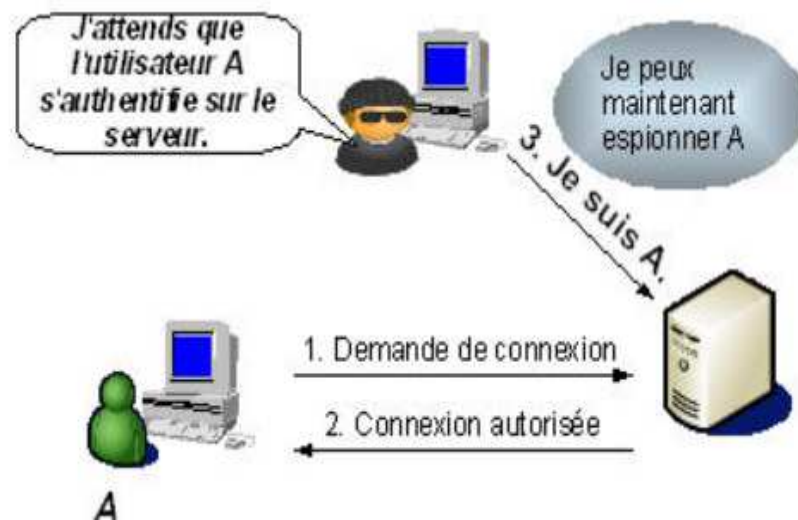 J'attends que
l'utilisateur A
s'authentifie sur le
serveur.
Je peux
maintenant
espionner A
3. Je suis A.
1. Demande de connexion
2. Connexion autorisée
A